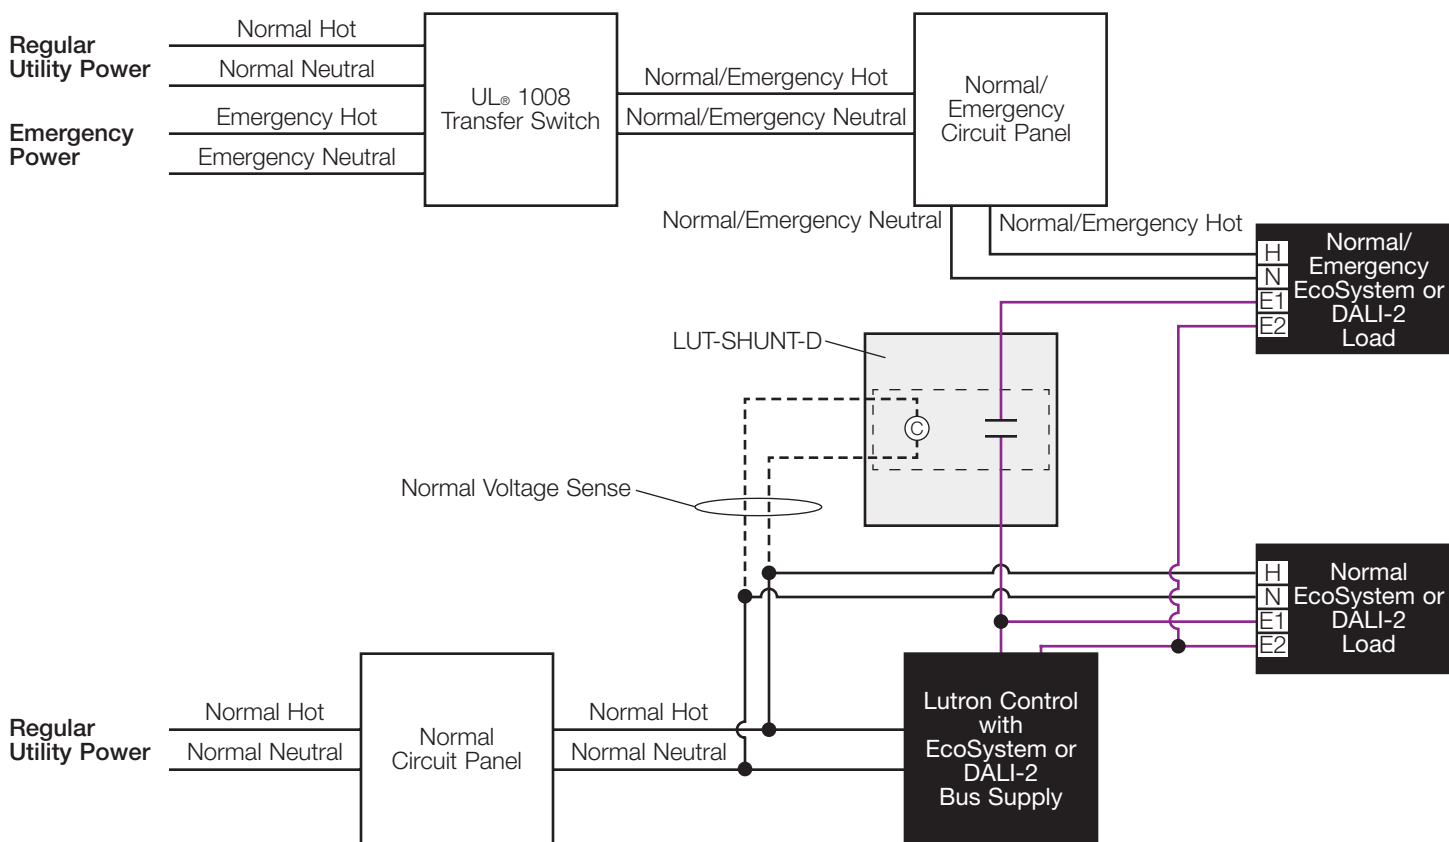 Regular
Utility Power
Normal Hot
Normal Neutral
Emergency
Power
Emergency Hot
Emergency Neutral
UL® 1008
Transfer Switch
Normal/Emergency Hot
Normal/Emergency Neutral
Normal/
Emergency
Circuit Panel
Normal/Emergency Neutral
Normal/Emergency Hot
H
N
E1
E2
Normal/
Emergency
EcoSystem or
DALI-2
Load
LUT-SHUNT-D
C
Normal Voltage Sense
H
N
E1
E2
Normal
EcoSystem or
DALI-2
Load
Regular
Utility Power
Normal Hot
Normal Neutral
Normal
Circuit Panel
Normal Hot
Normal Neutral
Lutron Control
with
EcoSystem or
DALI-2
Bus Supply